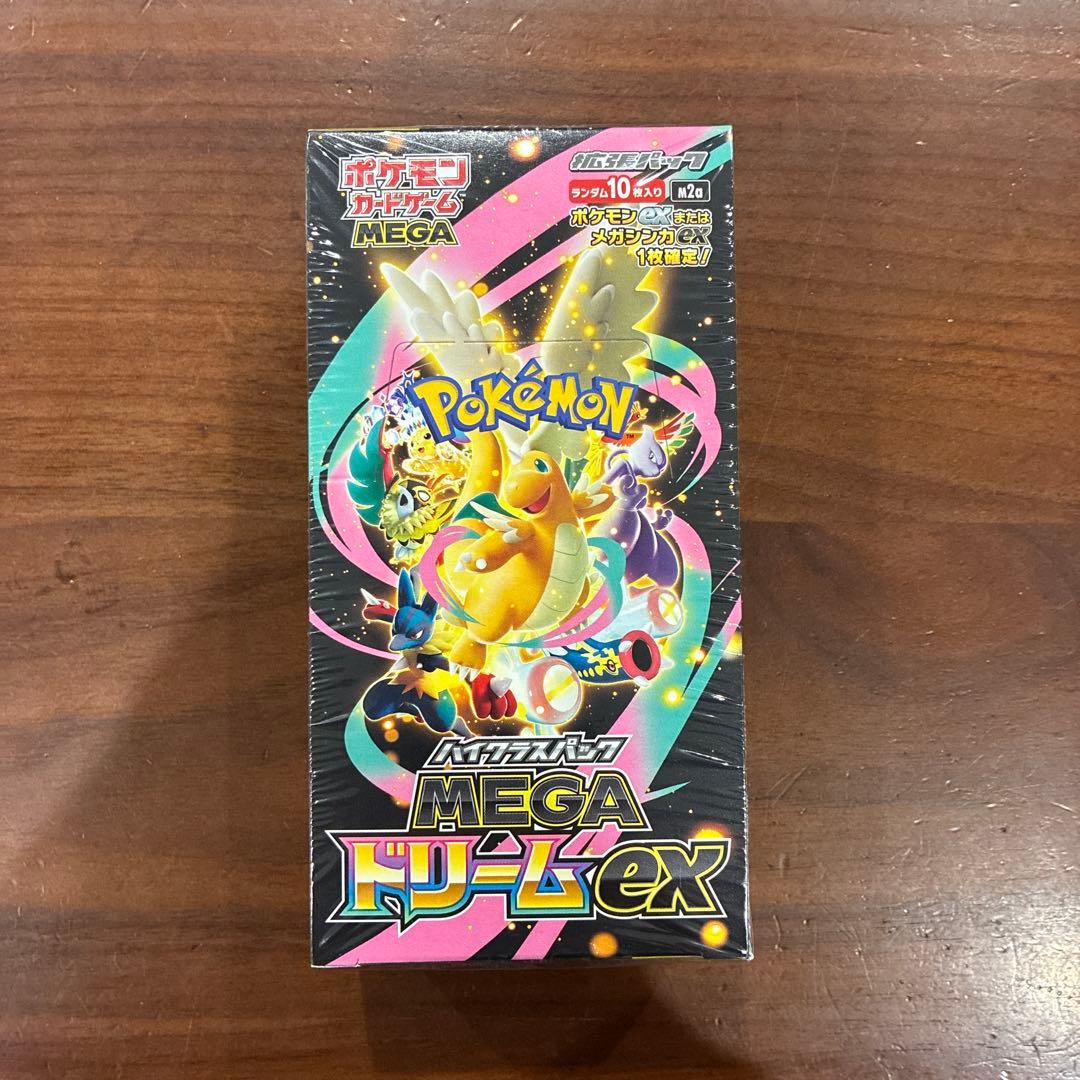 ポケモン
カードゲーム
MEGA
拡張パック
ランダム10枚入り M2a
ポケモンexまたは
メガシンカex
1枚確定!
POKÉMON
TM
ハイクラスパック
MEGA
ドリームex